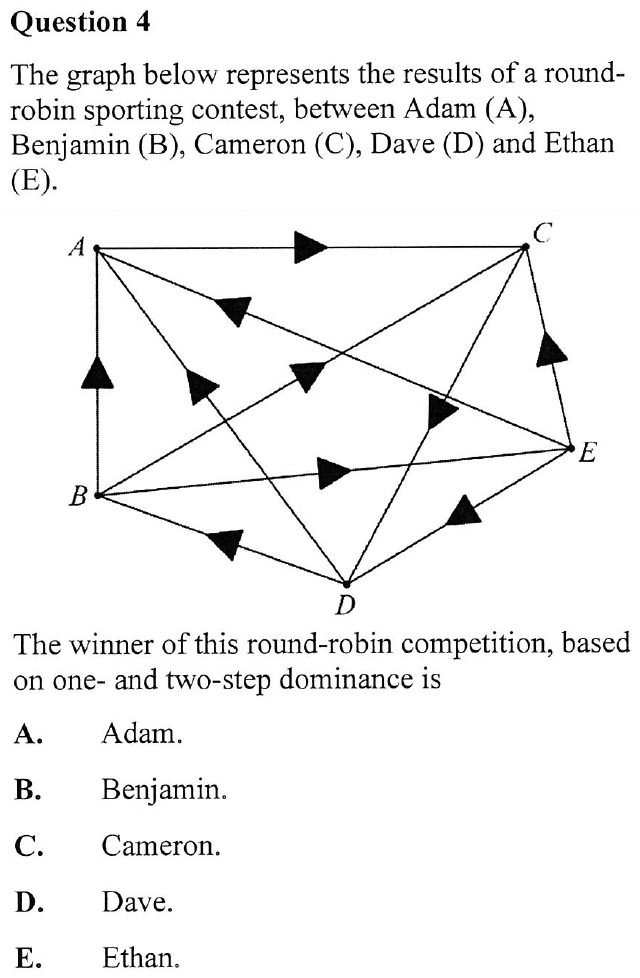 Question 4
The graph below represents the results of a round-
robin sporting contest, between Adam (A),
Benjamin (B), Cameron (C), Dave (D) and Ethan
(E).
A
C
E
B
D
The winner of this round-robin competition, based
on one- and two-step dominance is
A. Adam.
B. Benjamin.
C. Cameron.
D. Dave.
E. Ethan.